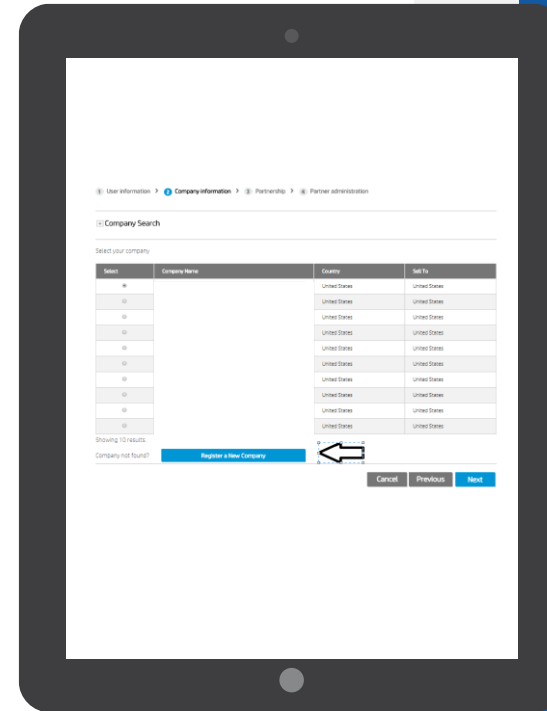 1 User information > 2 Company information > 3 Partnership > 4 Partner administration
Company Search
Select your company
Select Company Name Country Sell To
United States United States
United States United States
United States United States
United States United States
United States United States
United States United States
United States United States
United States United States
United States United States
United States United States
Showing 10 results.
Company not found? Register a New Company
Cancel Previous Next